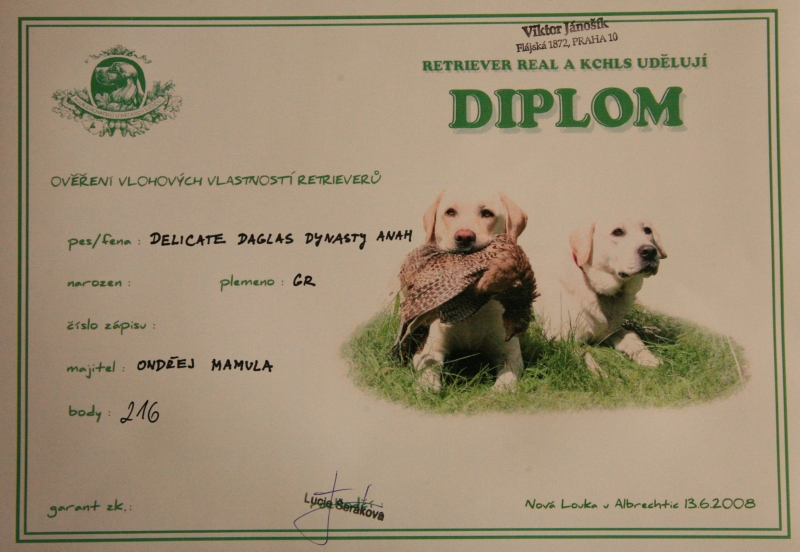 Viktor Jánošík
Flájská 1872, PRAHA 10
RETRIEVER REAL A KCHLS UDĚLUJÍ
DIPLOM
OVĚŘENÍ VLOHOVÝCH VLASTNOSTÍ RETRIEVERŮ
pes/fena : DELICATE DAGLAS DYNASTY ANAH
narozen : plemeno : GR
číslo zápisu :
majitel : ONDŘEJ MAMULA
body : 216
garant zk.: Lucie Šeráková Nová Louka u Albrechtic 13.6.2008